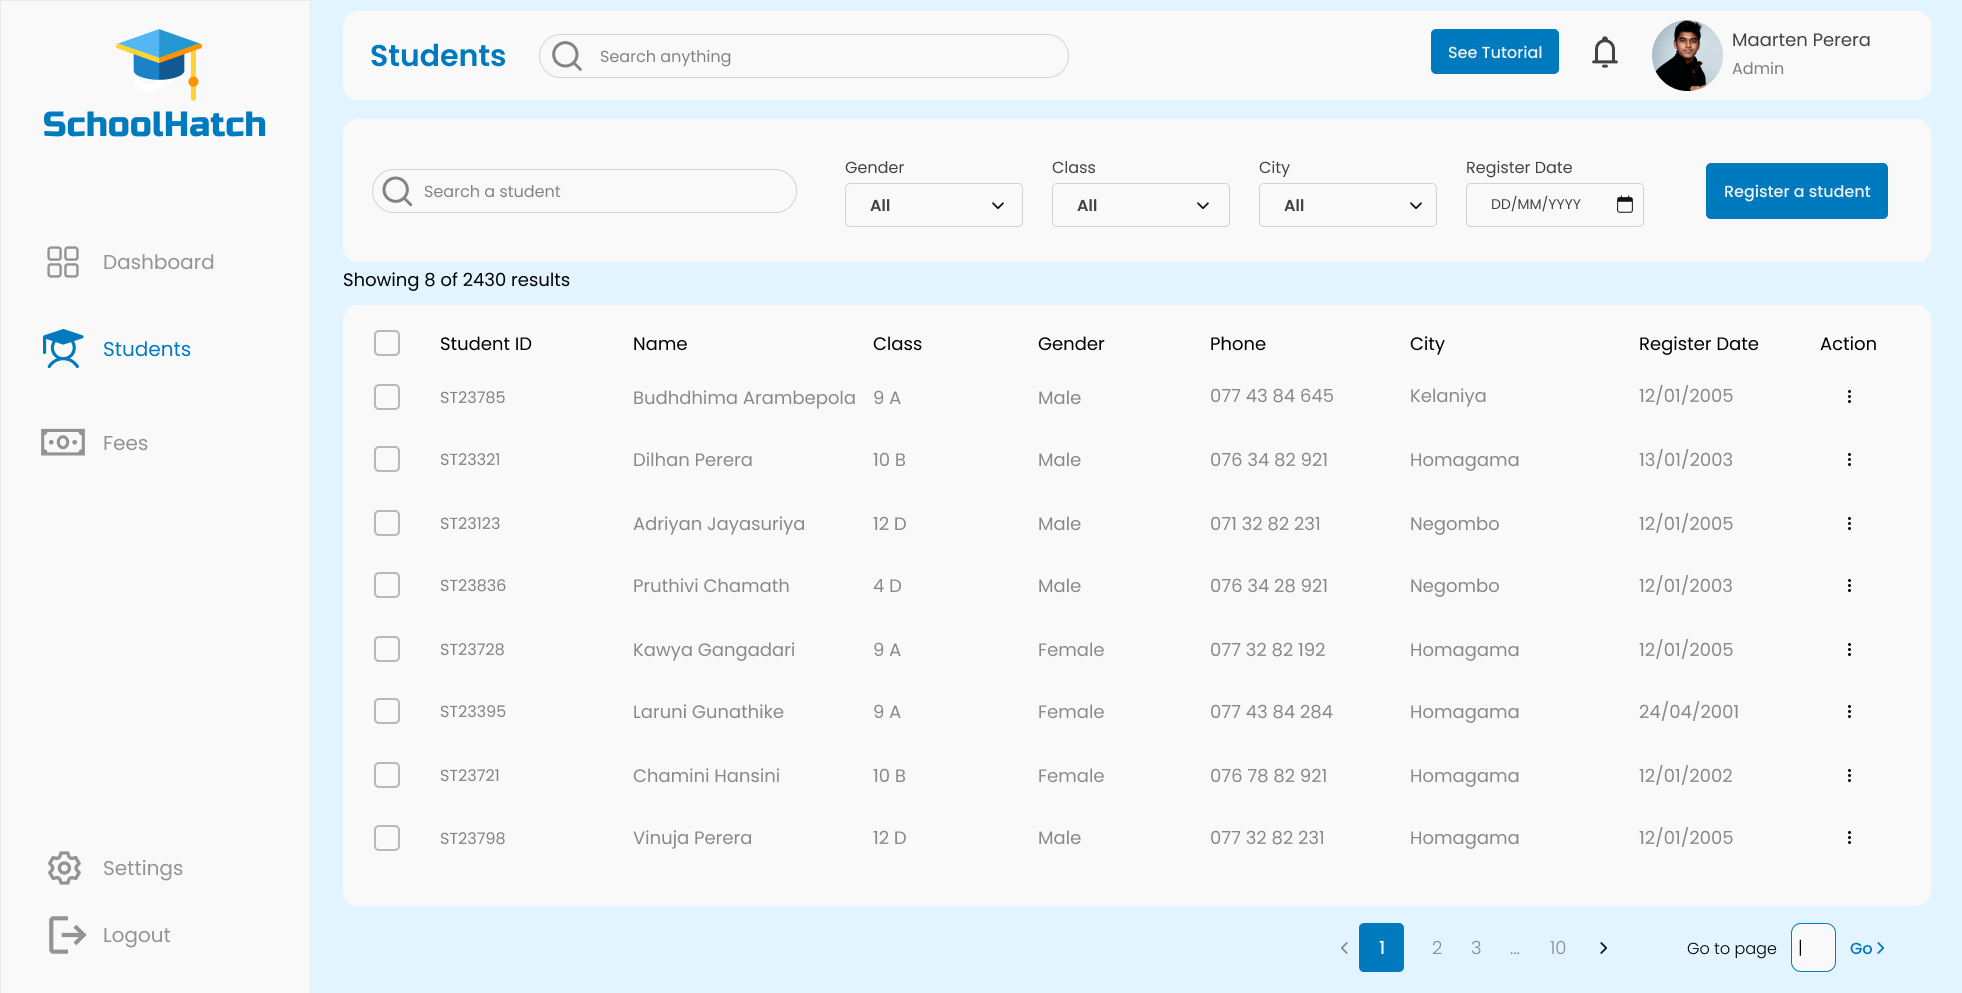 SchoolHatch
Dashboard
Students
Fees
Settings
Logout
Students
Search anything
See Tutorial
Maarten Perera
Admin
Search a student
Gender
All
Class
All
City
All
Register Date
DD/MM/YYYY
Register a student
Showing 8 of 2430 results
Student ID Name Class Gender Phone City Register Date Action
ST23785 Budhdhima Arambepola 9 A Male 077 43 84 645 Kelaniya 12/01/2005
ST23321 Dilhan Perera 10 B Male 076 34 82 921 Homagama 13/01/2003
ST23123 Adriyan Jayasuriya 12 D Male 071 32 82 231 Negombo 12/01/2005
ST23836 Pruthivi Chamath 4 D Male 076 34 28 921 Negombo 12/01/2003
ST23728 Kawya Gangadari 9 A Female 077 32 82 192 Homagama 12/01/2005
ST23395 Laruni Gunathike 9 A Female 077 43 84 284 Homagama 24/04/2001
ST23721 Chamini Hansini 10 B Female 076 78 82 921 Homagama 12/01/2002
ST23798 Vinuja Perera 12 D Male 077 32 82 231 Homagama 12/01/2005
1 2 3 ... 10 Go to page Go